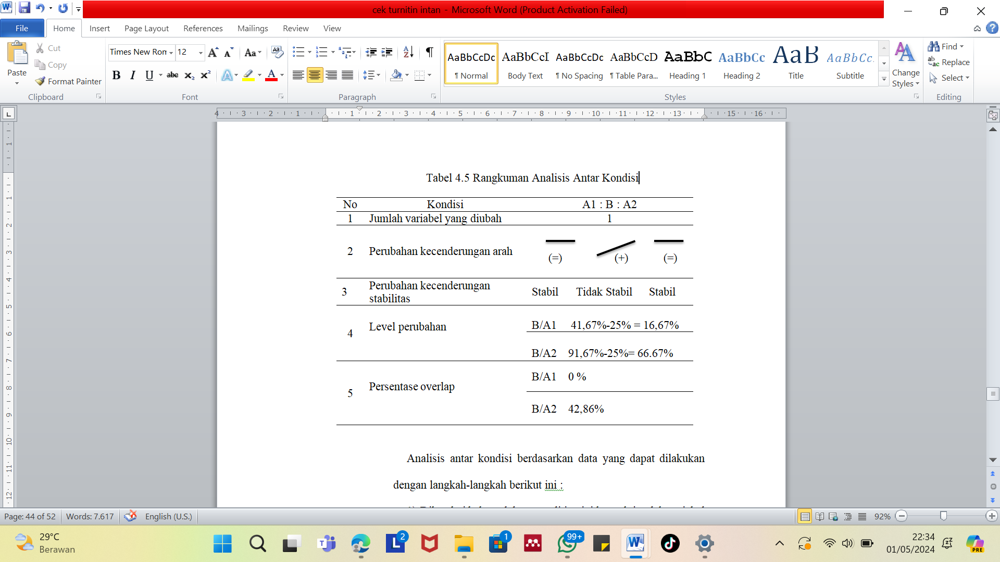 cek turnitin intan - Microsoft Word (Product Activation Failed)
File Home Insert Page Layout References Mailings Review View
Paste
Cut
Copy
Format Painter
Clipboard
Times New Ron 12
Font
Paragraph
AaBbCcDc AaBbCcI AaBbCcDc AaBbCcD AaBbC AaBbCc AaB AaBbCc.
¶ Normal Body Text ¶ No Spacing ¶ Table Para... Heading 1 Heading 2 Title Subtitle
Styles
Change Styles
Find
Replace
Select
Editing
4 3 2 1 1 2 3 4 5 6 7 8 9 10 11 12 13 15 16
Tabel 4.5 Rangkuman Analisis Antar Kondisi
No Kondisi A1 : B : A2
1 Jumlah variabel yang diubah 1
2 Perubahan kecenderungan arah (=) (+) (=)
3 Perubahan kecenderungan stabilitas Stabil Tidak Stabil Stabil
4 Level perubahan B/A1 41,67%-25% = 16,67%
B/A2 91,67%-25%= 66.67%
5 Persentase overlap B/A1 0 %
B/A2 42,86%
Analisis antar kondisi berdasarkan data yang dapat dilakukan
dengan langkah-langkah berikut ini :
Page: 44 of 52 Words: 7.617 English (U.S.) 92%
29°C
Berawan
2 1 99+
22:34
01/05/2024
PRE